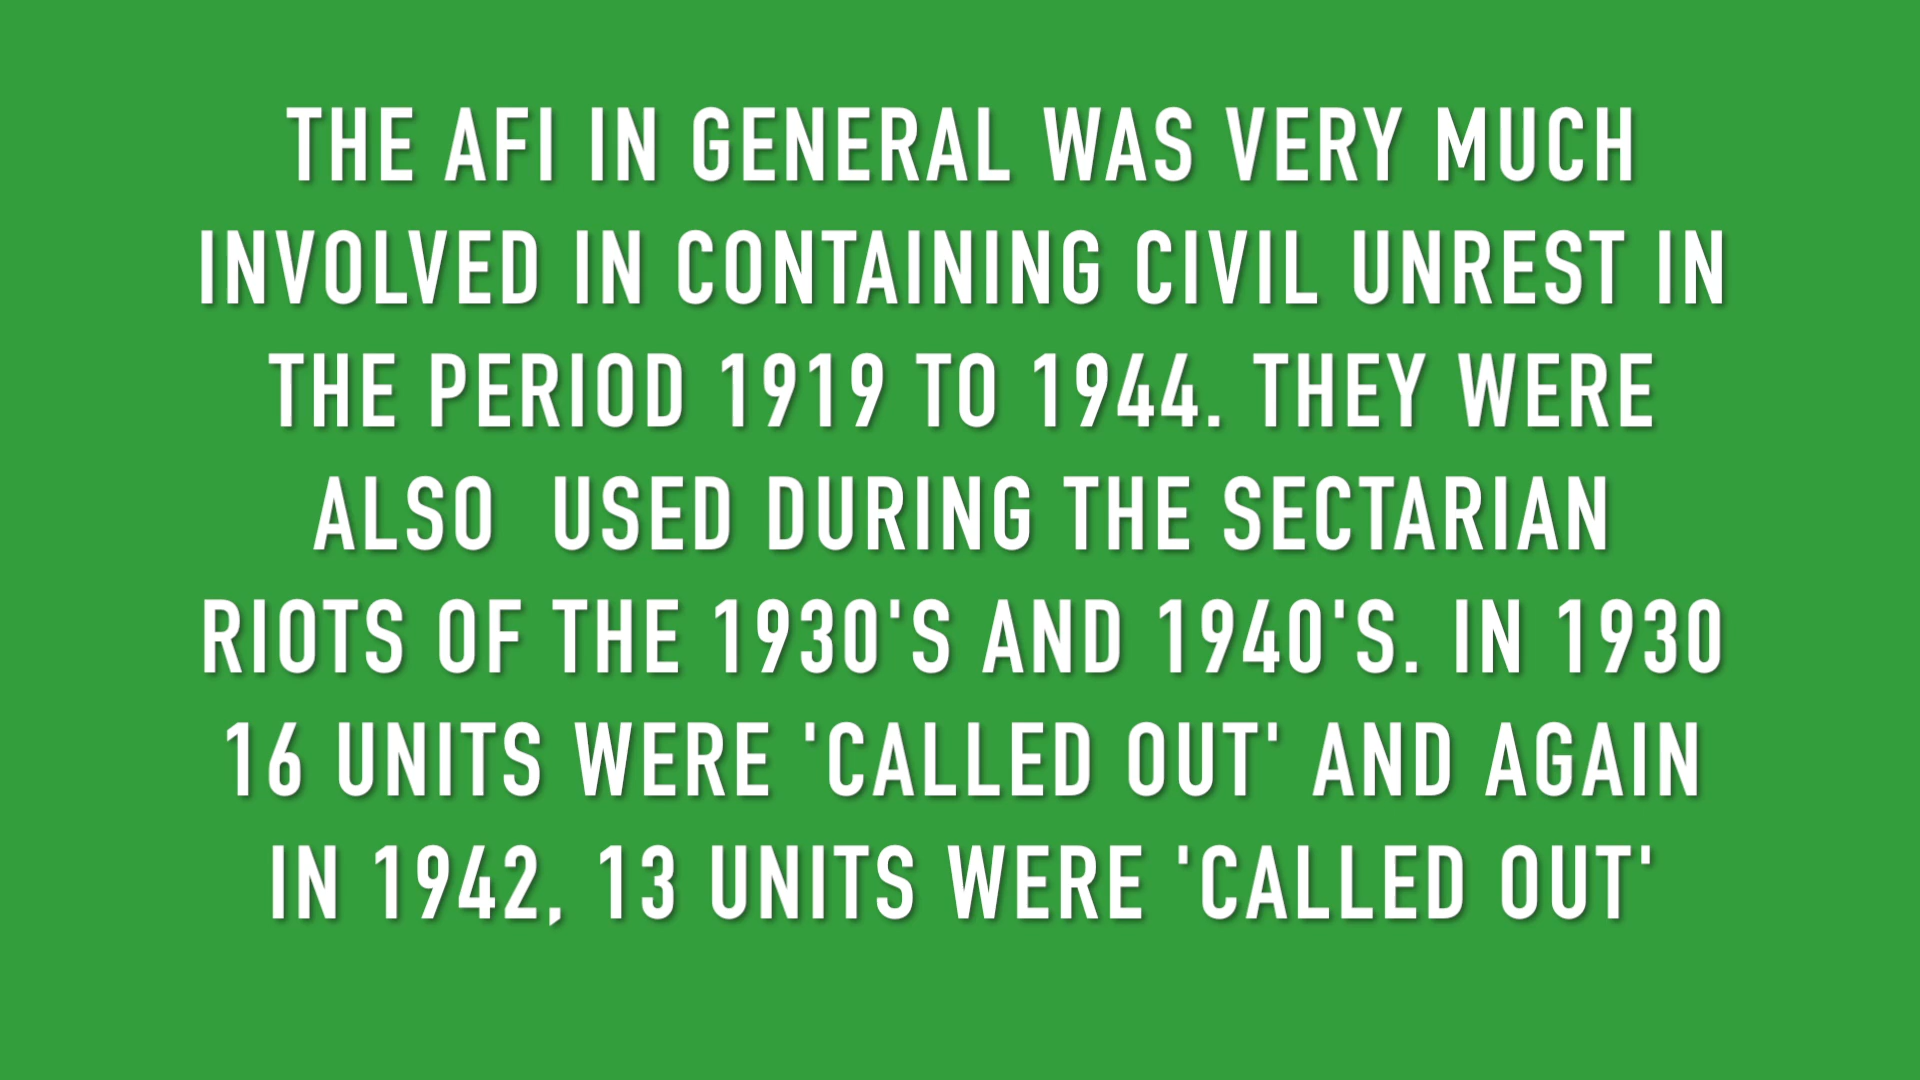 THE AFI IN GENERAL WAS VERY MUCH
INVOLVED IN CONTAINING CIVIL UNREST IN
THE PERIOD 1919 TO 1944. THEY WERE
ALSO  USED DURING THE SECTARIAN
RIOTS OF THE 1930'S AND 1940'S. IN 1930
16 UNITS WERE 'CALLED OUT' AND AGAIN
IN 1942, 13 UNITS WERE 'CALLED OUT'